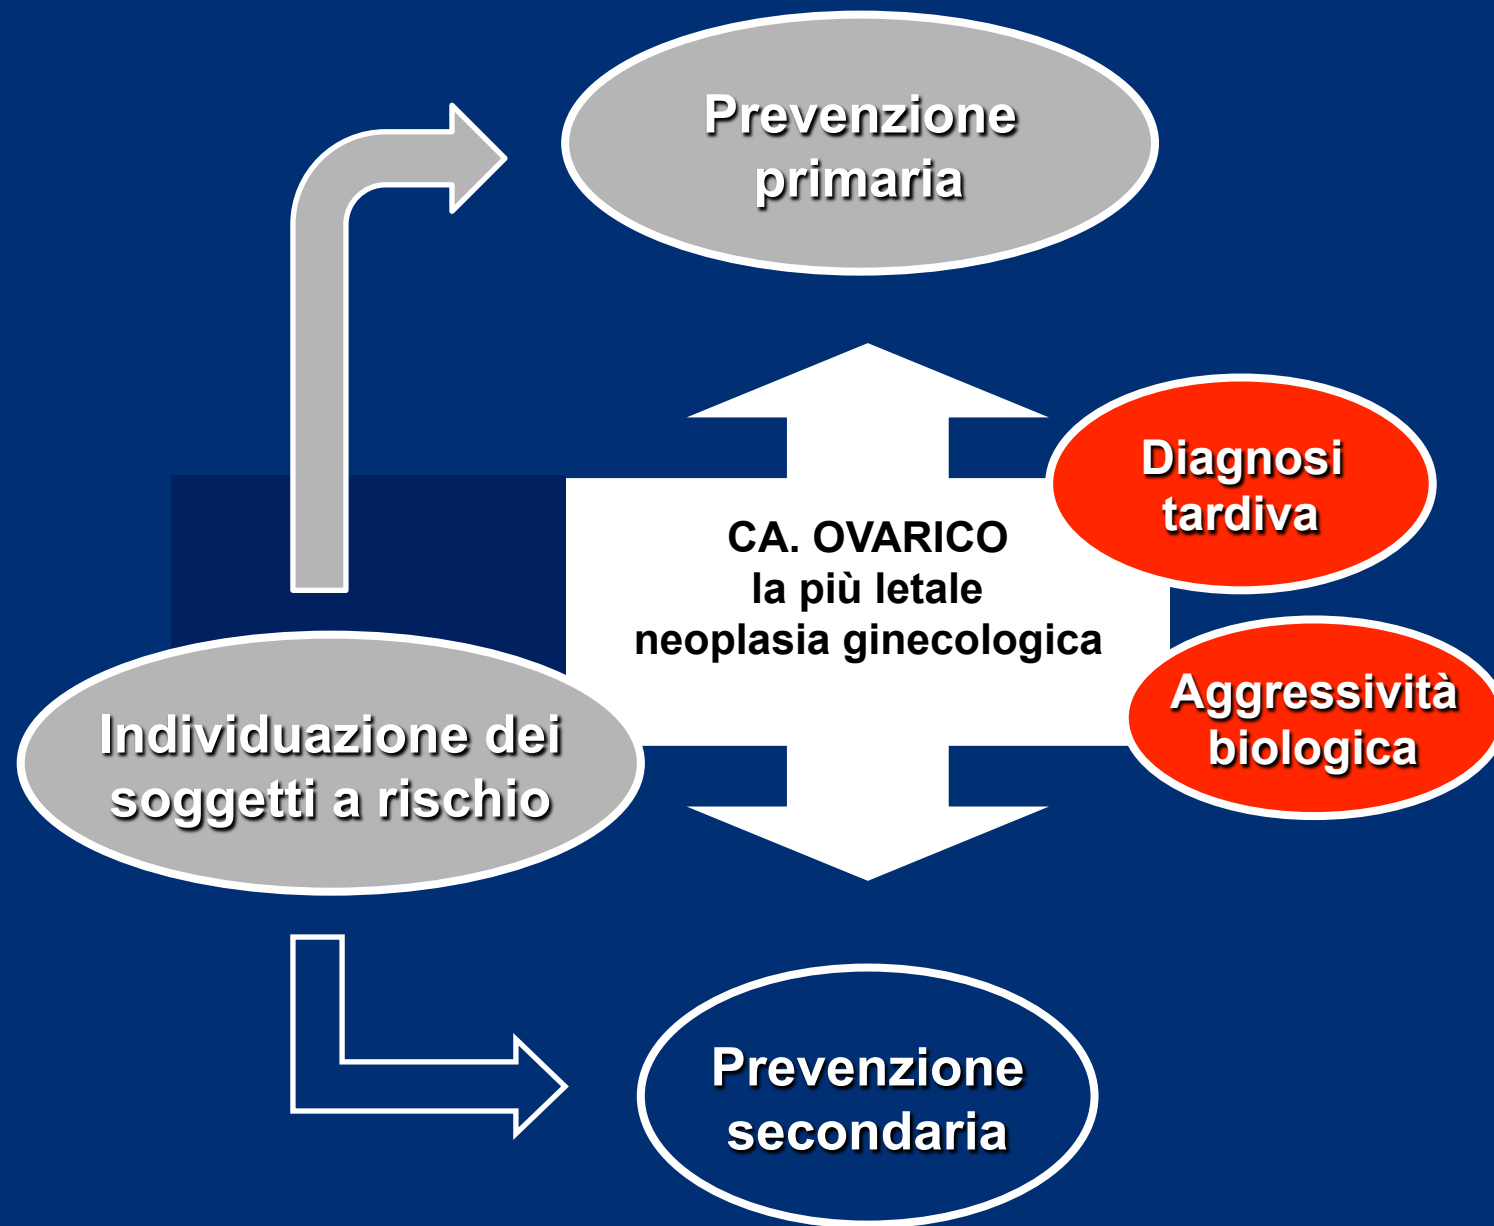 Prevenzione
primaria
Diagnosi
tardiva
CA. OVARICO
la più letale
neoplasia ginecologica
Aggressività
biologica
Individuazione dei
soggetti a rischio
Prevenzione
secondaria